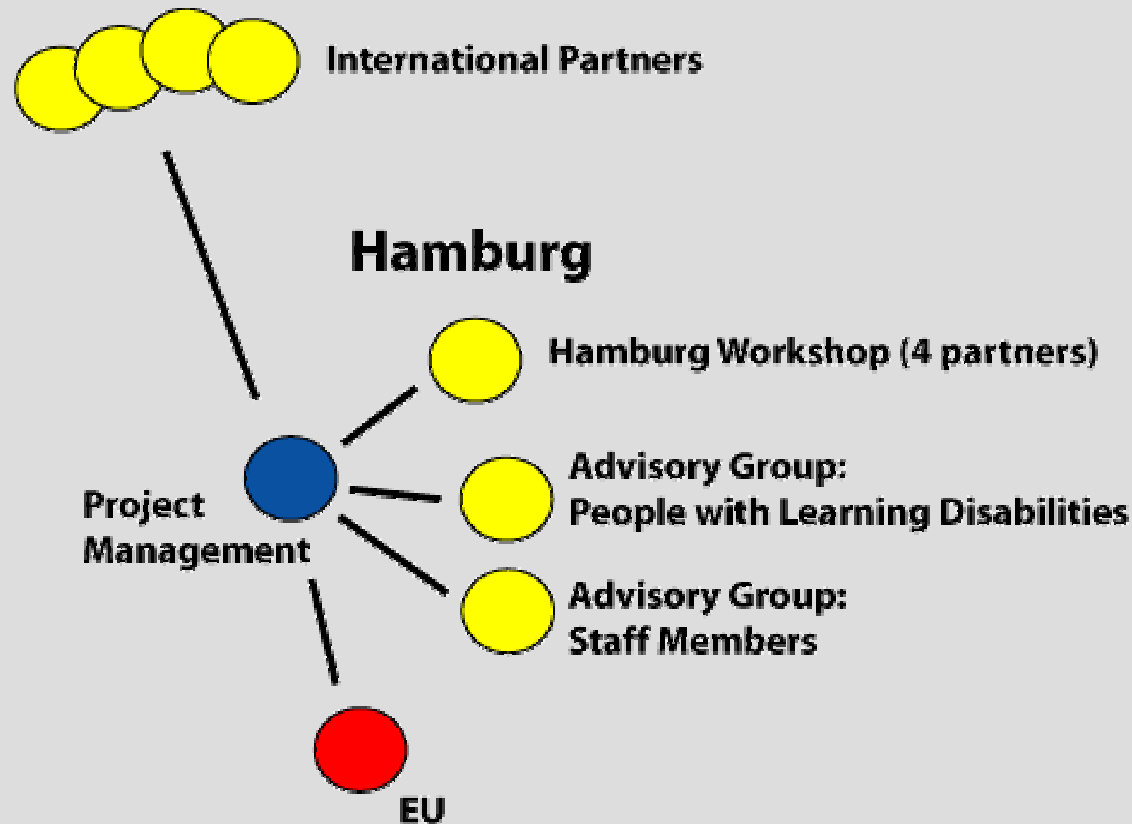 International Partners
Hamburg
Hamburg Workshop (4 partners)
Advisory Group:
People with Learning Disabilities
Project
Management
Advisory Group:
Staff Members
EU